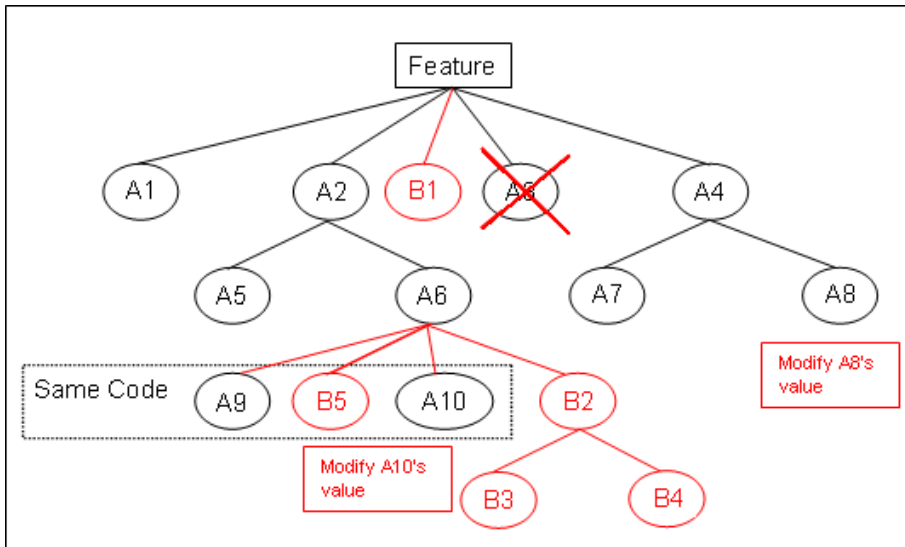 Feature
A1
A2
B1
A3
A4
A5
A6
A7
A8
Modify A8's
value
Same Code
A9
B5
A10
B2
Modify A10's
value
B3
B4